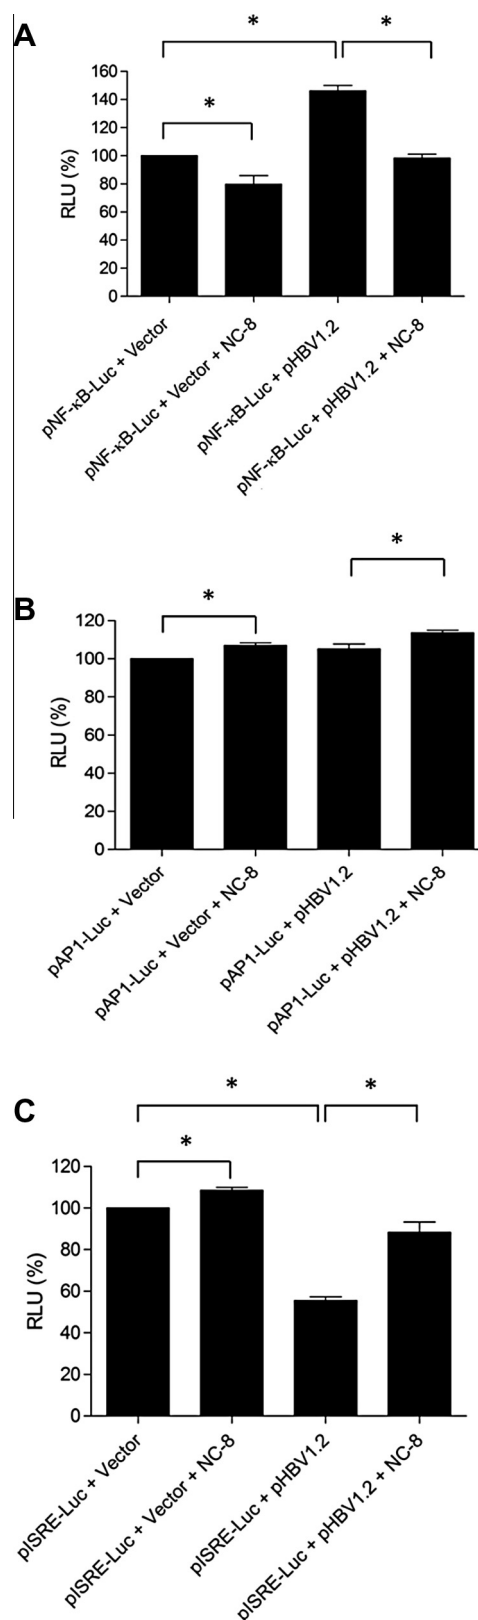 A
*
*
*
RLU (%)
160
140
120
100
80
60
40
20
0
pNF-κB-Luc + Vector
pNF-κB-Luc + Vector + NC-8
pNF-κB-Luc + pHBV1.2
pNF-κB-Luc + pHBV1.2 + NC-8
B
*
*
RLU (%)
120
100
80
60
40
20
0
pAP1-Luc + Vector
pAP1-Luc + Vector + NC-8
pAP1-Luc + pHBV1.2
pAP1-Luc + pHBV1.2 + NC-8
C
*
*
*
RLU (%)
120
100
80
60
40
20
0
pISRE-Luc + Vector
pISRE-Luc + Vector + NC-8
pISRE-Luc + pHBV1.2
pISRE-Luc + pHBV1.2 + NC-8